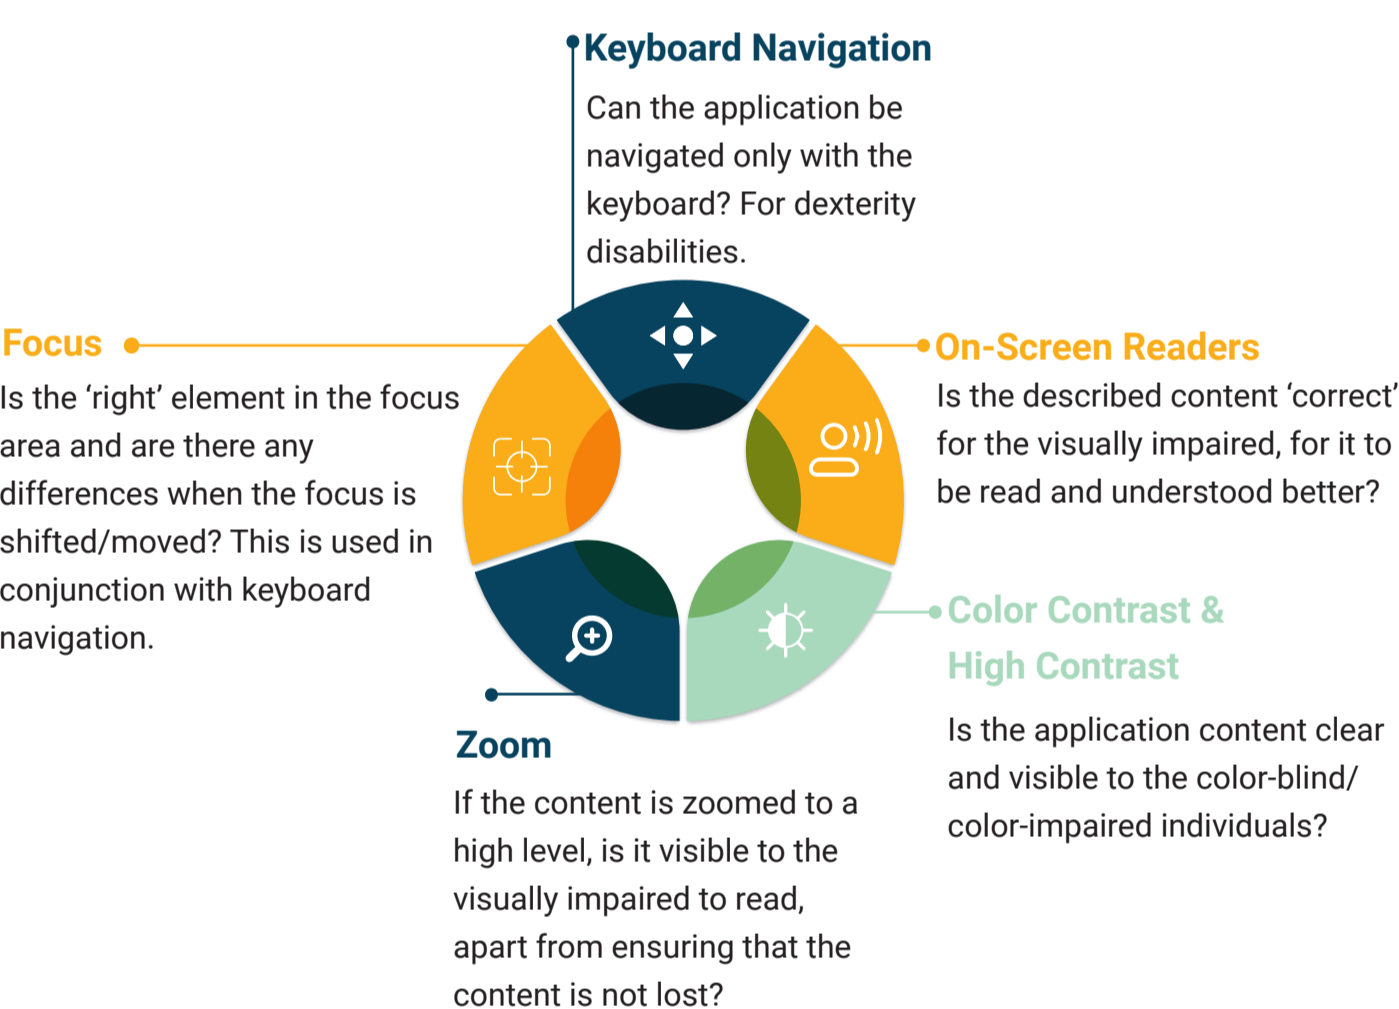 Keyboard Navigation
Can the application be
navigated only with the
keyboard? For dexterity
disabilities.
Focus
Is the ‘right’ element in the focus
area and are there any
differences when the focus is
shifted/moved? This is used in
conjunction with keyboard
navigation.
On-Screen Readers
Is the described content ‘correct’
for the visually impaired, for it to
be read and understood better?
Color Contrast &
High Contrast
Is the application content clear
and visible to the color-blind/
color-impaired individuals?
Zoom
If the content is zoomed to a
high level, is it visible to the
visually impaired to read,
apart from ensuring that the
content is not lost?